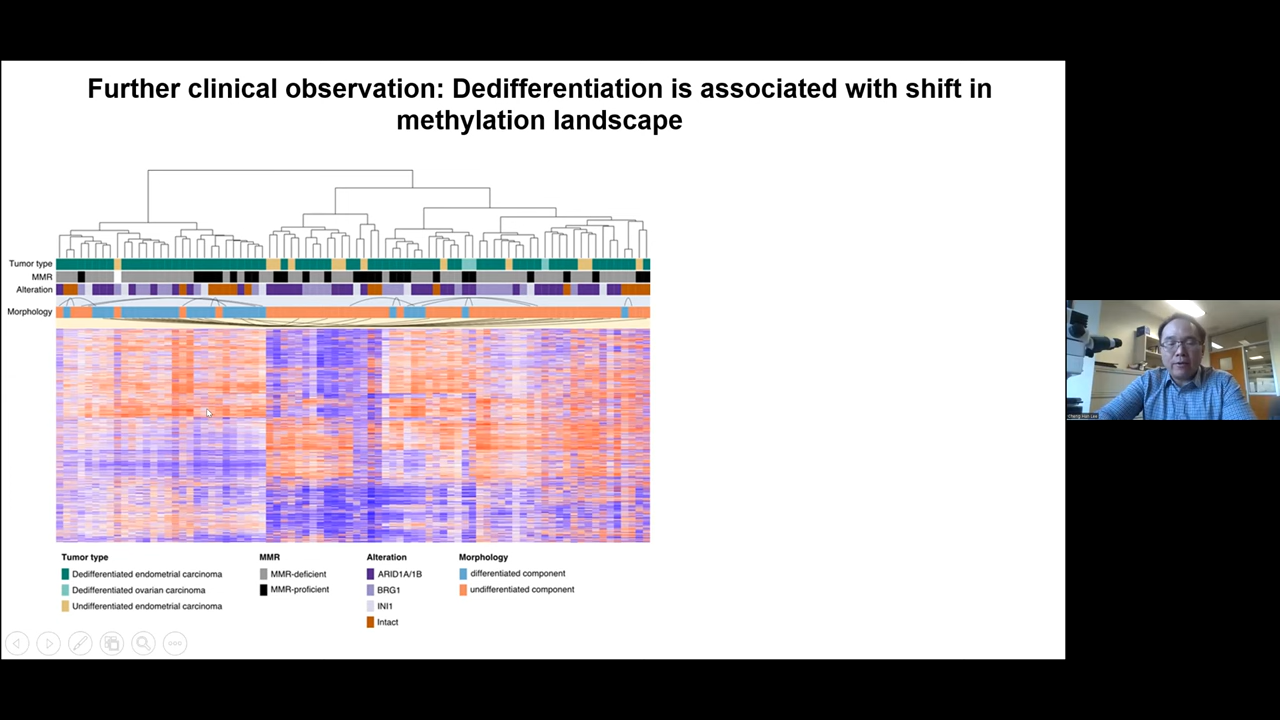 Further clinical observation: Dedifferentiation is associated with shift in
methylation landscape
Tumor type
MMR
Alteration
Morphology
Tumor type
Dedifferentiated endometrial carcinoma
Dedifferentiated ovarian carcinoma
Undifferentiated endometrial carcinoma
MMR
MMR-deficient
MMR-proficient
Alteration
ARID1A/1B
BRG1
INI1
Intact
Morphology
differentiated component
undifferentiated component